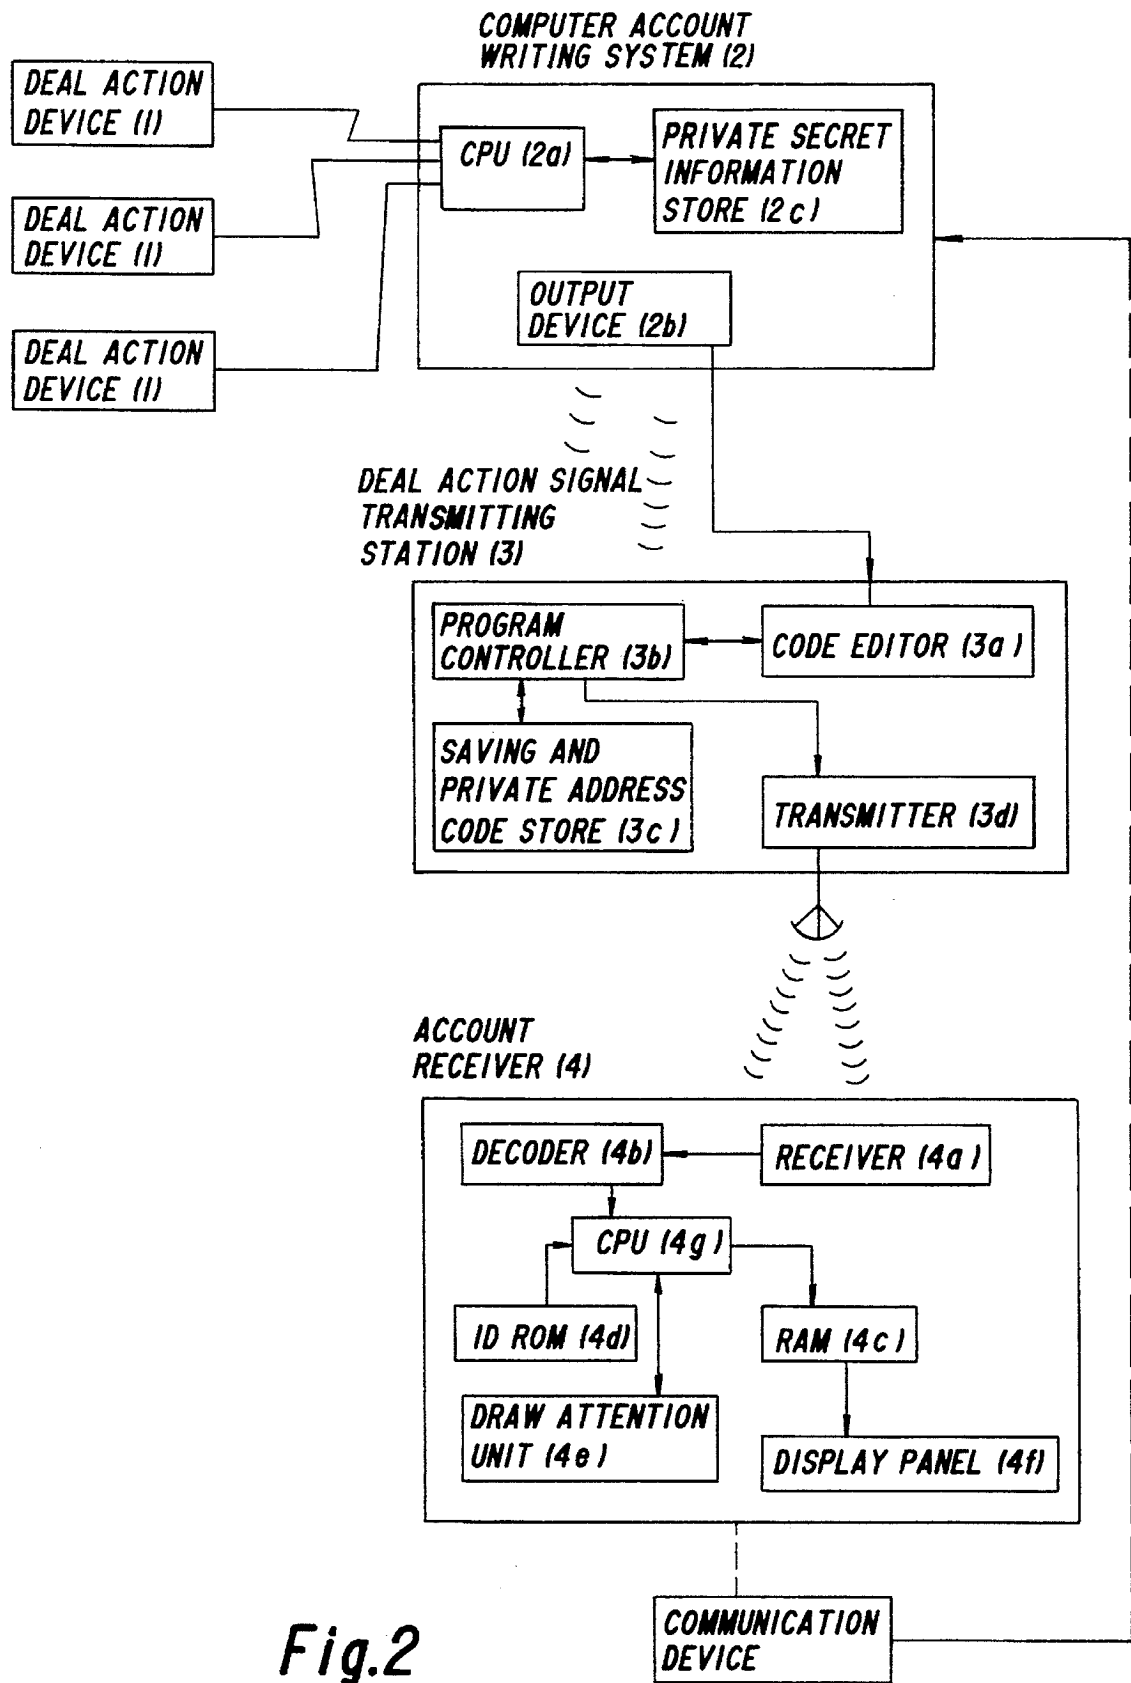 COMPUTER ACCOUNT
WRITING SYSTEM (2)
DEAL ACTION
DEVICE (1)
DEAL ACTION
DEVICE (1)
DEAL ACTION
DEVICE (1)
CPU (2a)
PRIVATE SECRET
INFORMATION
STORE (2c)
OUTPUT
DEVICE (2b)
DEAL ACTION SIGNAL
TRANSMITTING
STATION (3)
PROGRAM
CONTROLLER (3b)
CODE EDITOR (3a)
SAVING AND
PRIVATE ADDRESS
CODE STORE (3c)
TRANSMITTER (3d)
ACCOUNT
RECEIVER (4)
DECODER (4b)
RECEIVER (4a)
CPU (4g)
ID ROM (4d)
RAM (4c)
DRAW ATTENTION
UNIT (4e)
DISPLAY PANEL (4f)
COMMUNICATION
DEVICE
Fig.2